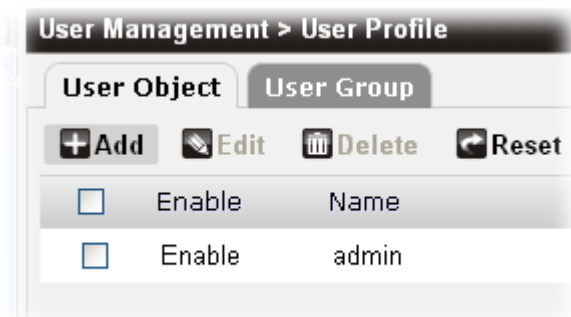 User Management > User Profile
User Object User Group
Add Edit Delete Reset
Enable Name
Enable admin